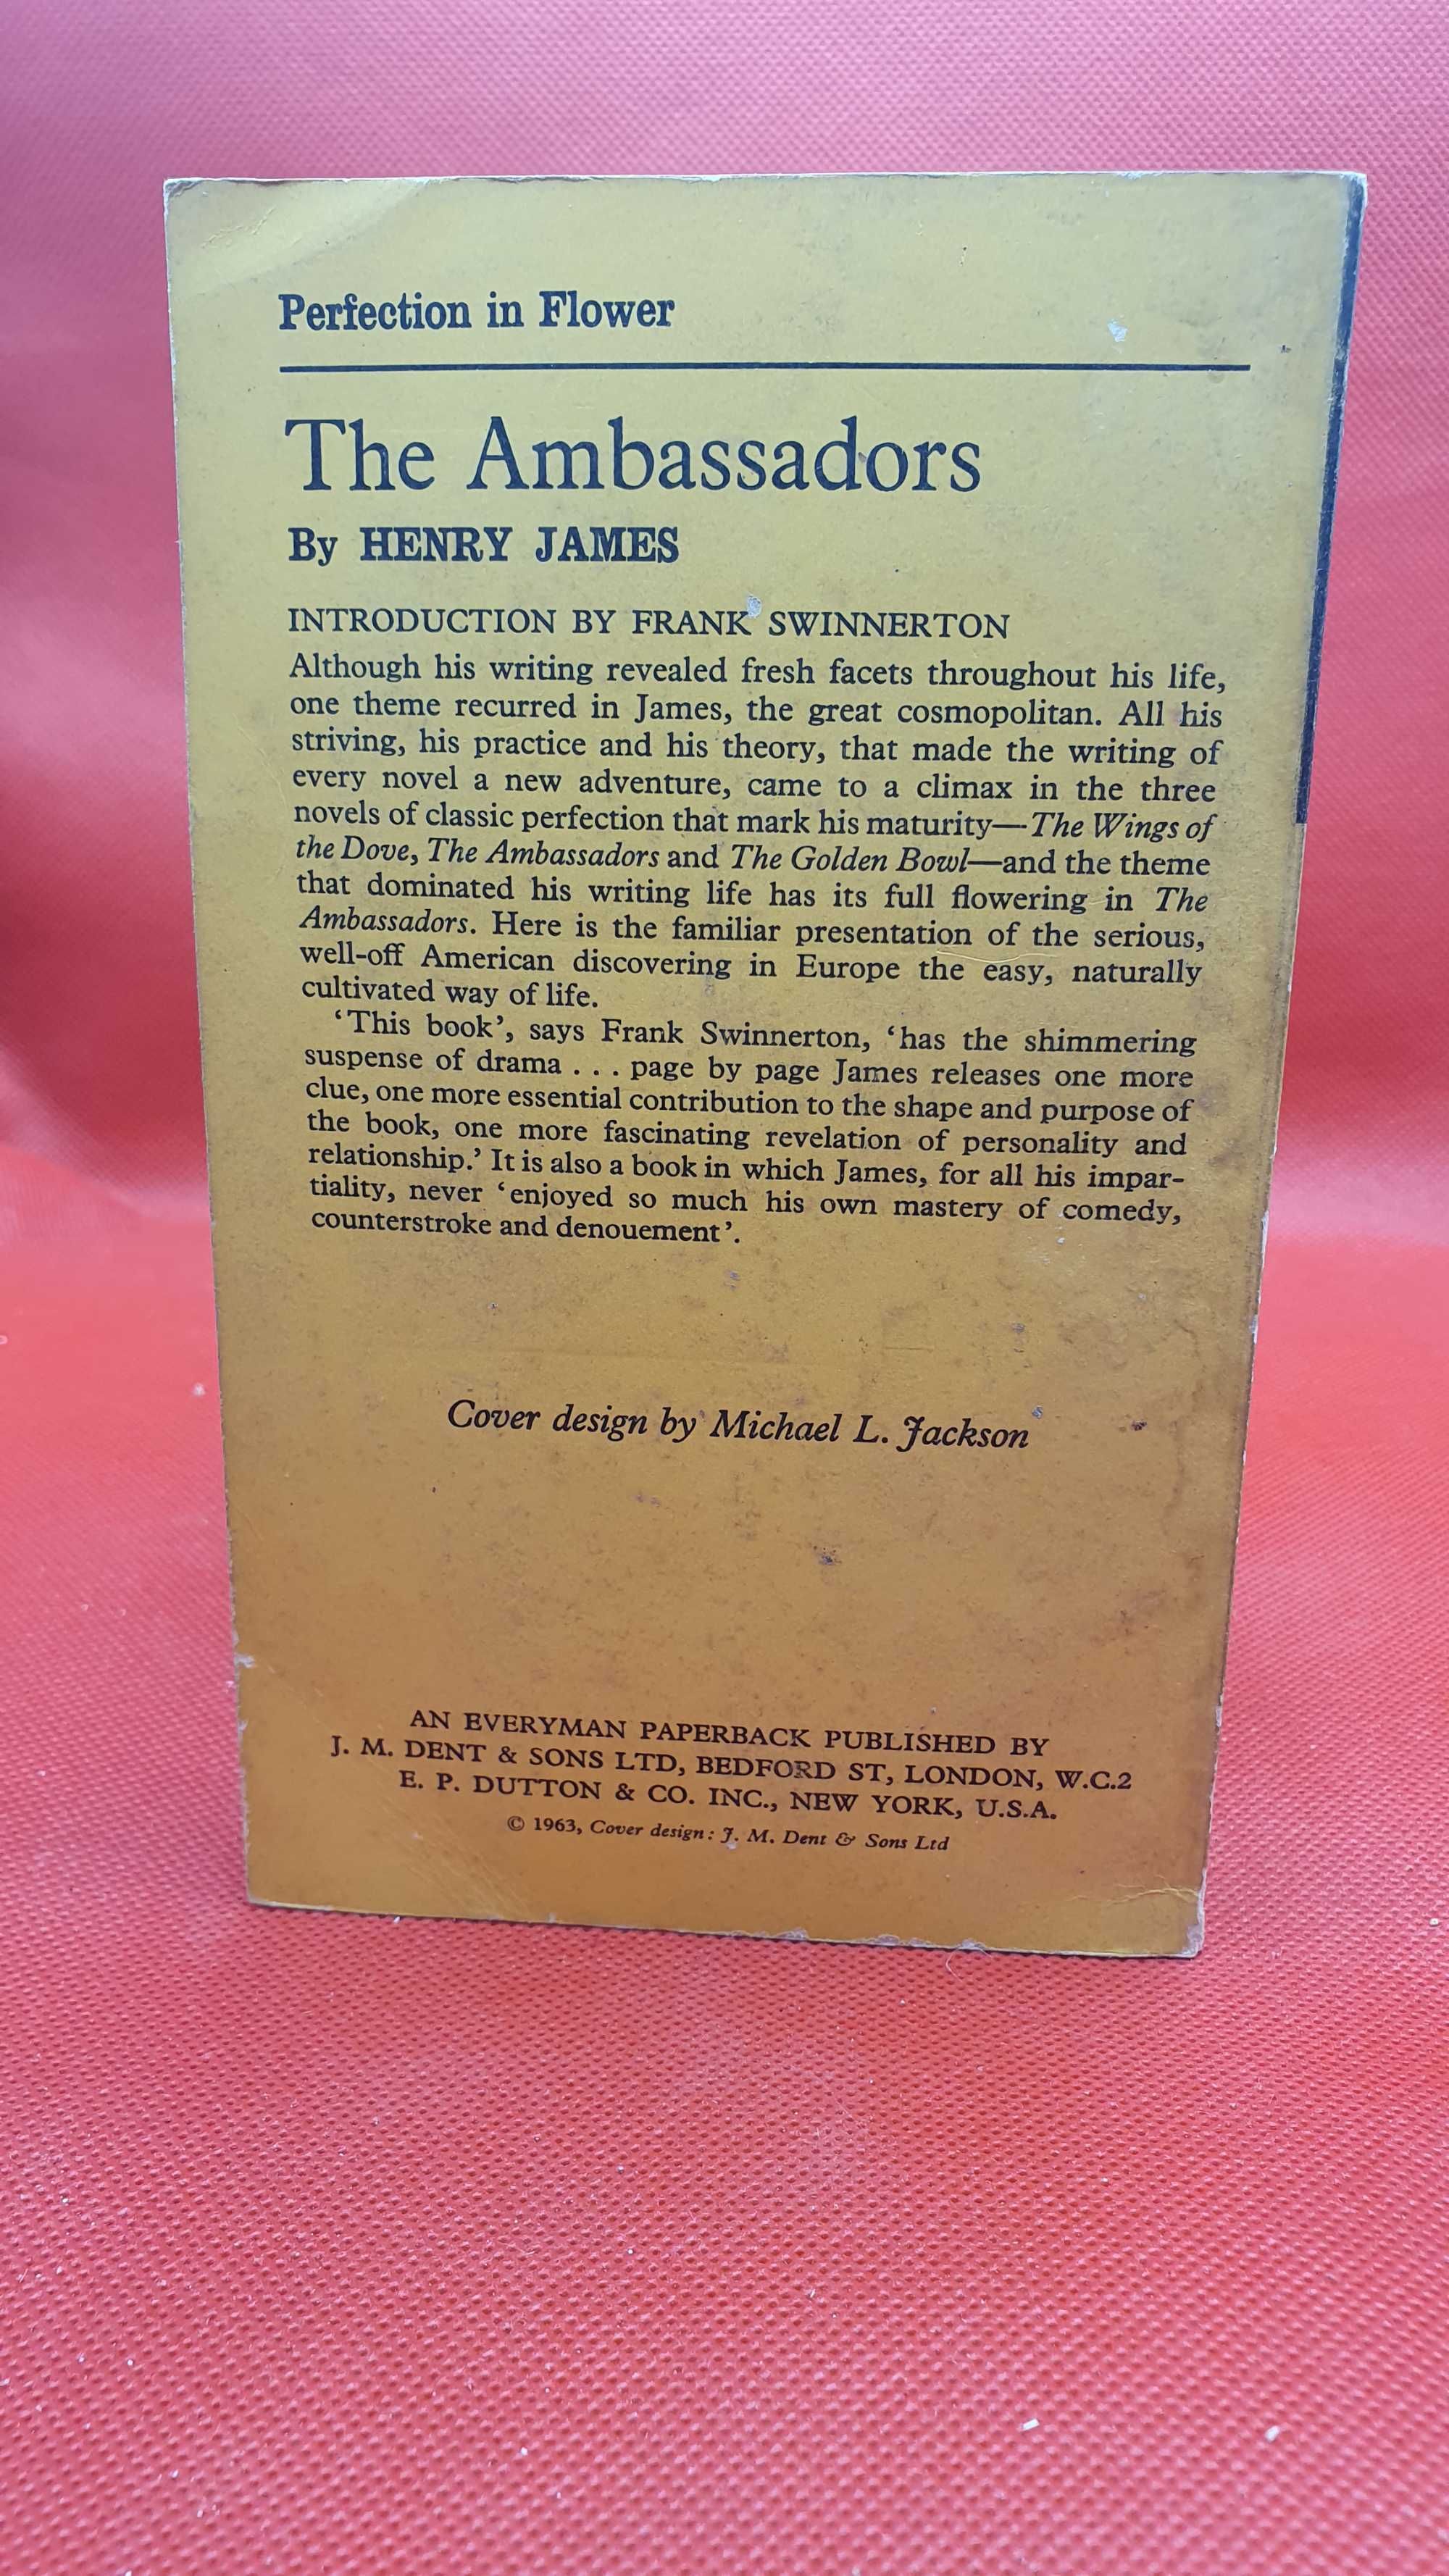 Perfection in Flower
The Ambassadors
By HENRY JAMES
INTRODUCTION BY FRANK SWINNERTON
Although his writing revealed fresh facets throughout his life,
one theme recurred in James, the great cosmopolitan. All his
striving, his practice and his theory, that made the writing of
every novel a new adventure, came to a climax in the three
novels of classic perfection that mark his maturity—The Wings of
the Dove, The Ambassadors and The Golden Bowl—and the theme
that dominated his writing life has its full flowering in The
Ambassadors. Here is the familiar presentation of the serious,
well-off American discovering in Europe the easy, naturally
cultivated way of life.
‘This book’, says Frank Swinnerton, ‘has the shimmering
suspense of drama . . . page by page James releases one more
clue, one more essential contribution to the shape and purpose of
the book, one more fascinating revelation of personality and
relationship.’ It is also a book in which James, for all his impar-
tiality, never ‘enjoyed so much his own mastery of comedy,
counterstroke and denouement’.
Cover design by Michael L. Jackson
AN EVERYMAN PAPERBACK PUBLISHED BY
J. M. DENT & SONS LTD, BEDFORD ST, LONDON, W.C.2
E. P. DUTTON & CO. INC., NEW YORK, U.S.A.
© 1963, Cover design: J. M. Dent & Sons Ltd